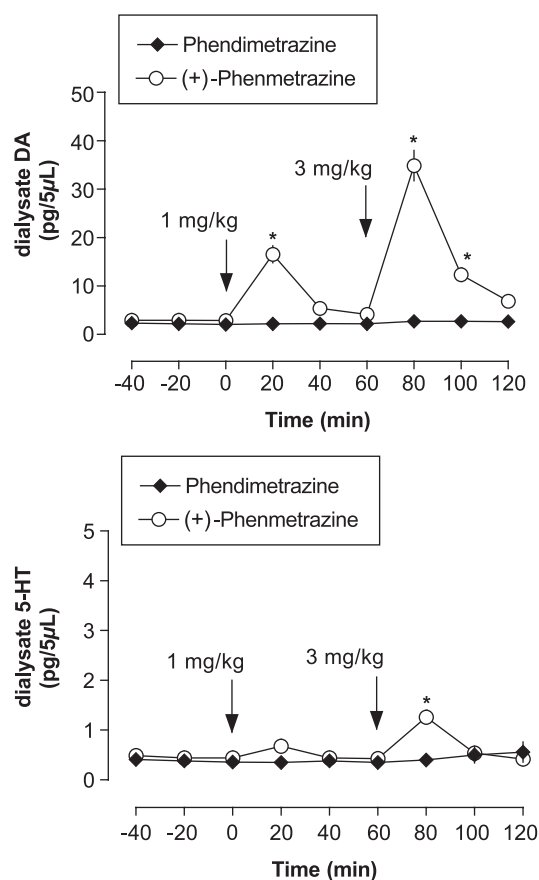 Phendimetrazine
(+)-Phenmetrazine
dialysate DA
(pg/5µL)
50
40
30
20
10
0
1 mg/kg
*
3 mg/kg
*
*
-40 -20 0 20 40 60 80 100 120
Time (min)
Phendimetrazine
(+)-Phenmetrazine
dialysate 5-HT
(pg/5µL)
5
4
3
2
1
0
1 mg/kg
3 mg/kg
*
-40 -20 0 20 40 60 80 100 120
Time (min)